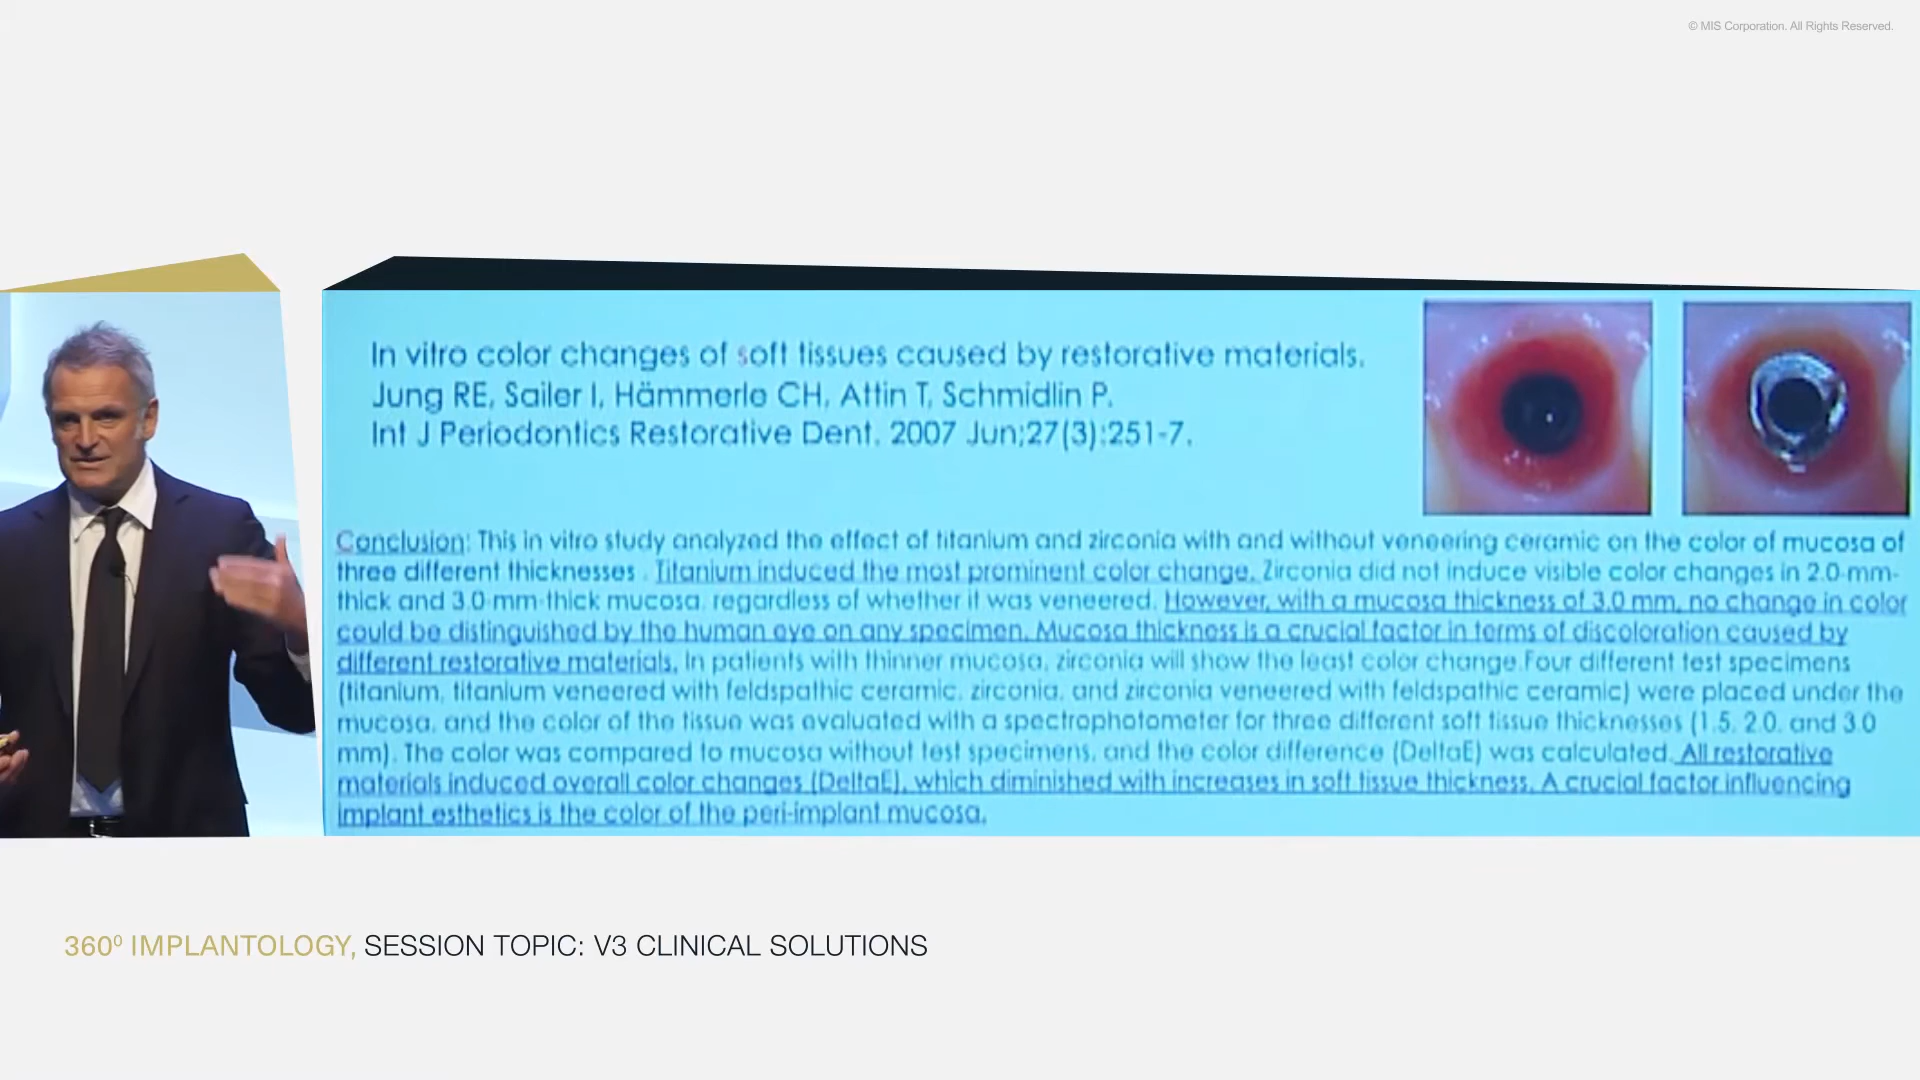 © MIS Corporation. All Rights Reserved.
In vitro color changes of soft tissues caused by restorative materials.
Jung RE, Sailer I, Hämmerle CH, Attin T, Schmidlin P.
Int J Periodontics Restorative Dent. 2007 Jun;27(3):251-7.
Conclusion: This in vitro study analyzed the effect of titanium and zirconia with and without veneering ceramic on the color of mucosa of
three different thicknesses . Titanium induced the most prominent color change. Zirconia did not induce visible color changes in 2.0-mm-
thick and 3.0-mm-thick mucosa, regardless of whether it was veneered. However, with a mucosa thickness of 3.0 mm, no change in color
could be distinguished by the human eye on any specimen. Mucosa thickness is a crucial factor in terms of discoloration caused by
different restorative materials. In patients with thinner mucosa, zirconia will show the least color change.Four different test specimens
(titanium, titanium veneered with feldspathic ceramic, zirconia, and zirconia veneered with feldspathic ceramic) were placed under the
mucosa, and the color of the tissue was evaluated with a spectrophotometer for three different soft tissue thicknesses (1.5, 2.0, and 3.0
mm). The color was compared to mucosa without test specimens, and the color difference (DeltaE) was calculated. All restorative
materials induced overall color changes (DeltaE), which diminished with increases in soft tissue thickness. A crucial factor influencing
implant esthetics is the color of the peri-implant mucosa.
360⁰ IMPLANTOLOGY, SESSION TOPIC: V3 CLINICAL SOLUTIONS